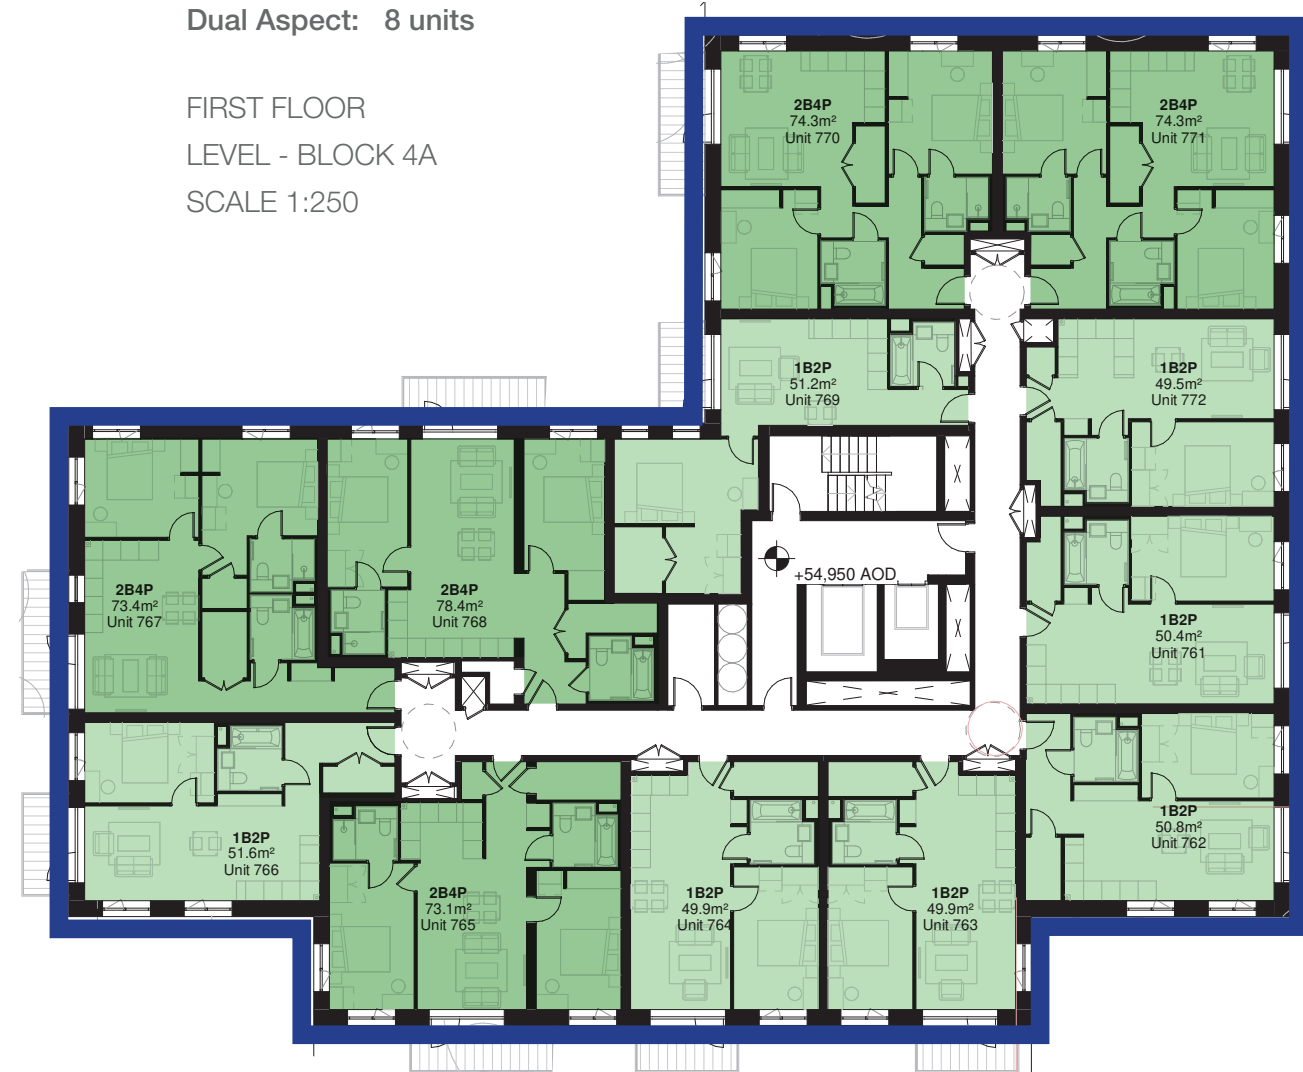 Dual Aspect: 8 units
FIRST FLOOR
LEVEL - BLOCK 4A
SCALE 1:250
2B4P
74.3m²
Unit 770
2B4P
74.3m²
Unit 771
1B2P
51.2m²
Unit 769
1B2P
49.5m²
Unit 772
2B4P
73.4m²
Unit 767
2B4P
78.4m²
Unit 768
+54,950 AOD
1B2P
50.4m²
Unit 761
1B2P
51.6m²
Unit 766
2B4P
73.1m²
Unit 765
1B2P
49.9m²
Unit 764
1B2P
49.9m²
Unit 763
1B2P
50.8m²
Unit 762